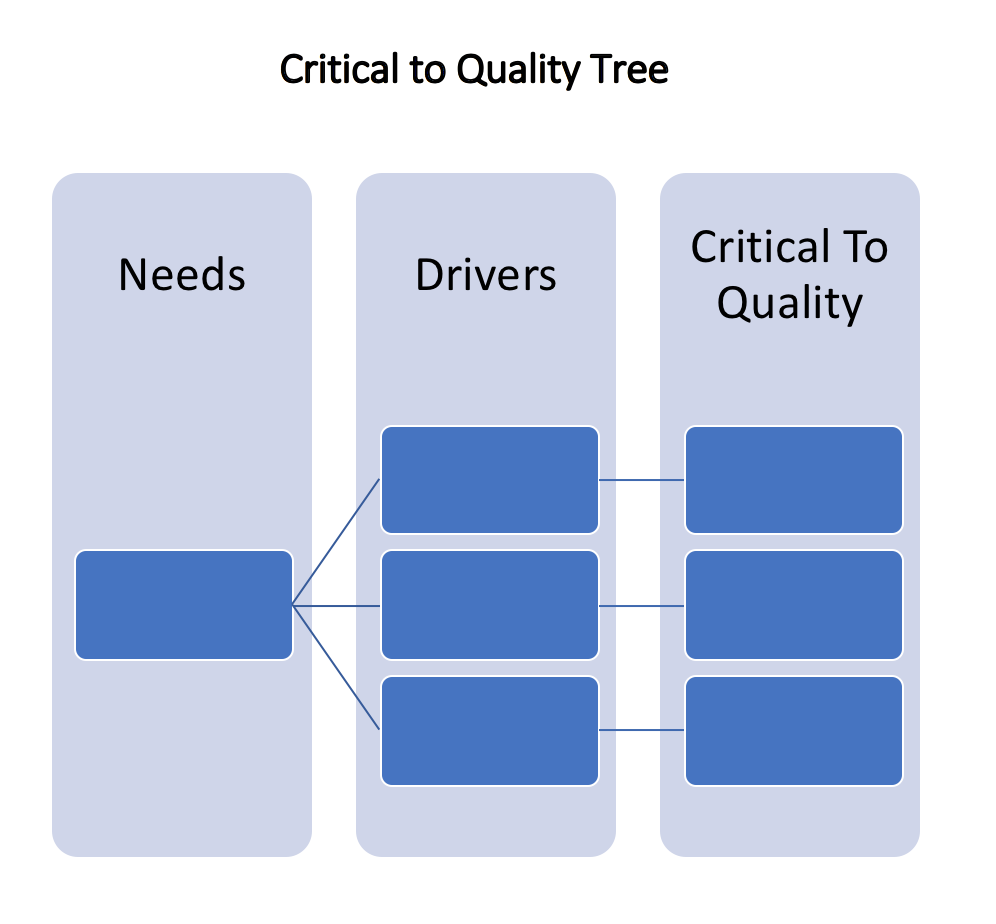 Critical to Quality Tree
Needs
Drivers
Critical To
Quality